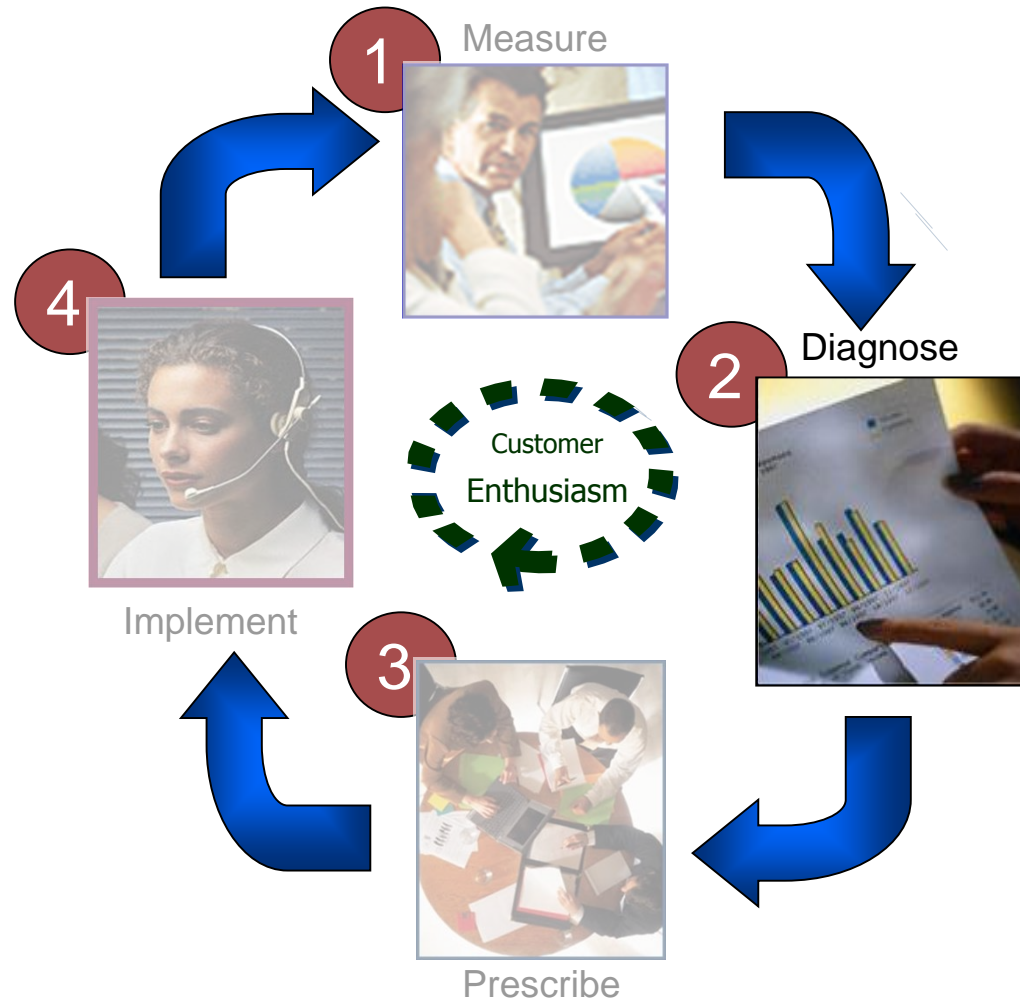 1
Measure
4
2
Diagnose
Customer
Enthusiasm
Implement
3
Prescribe